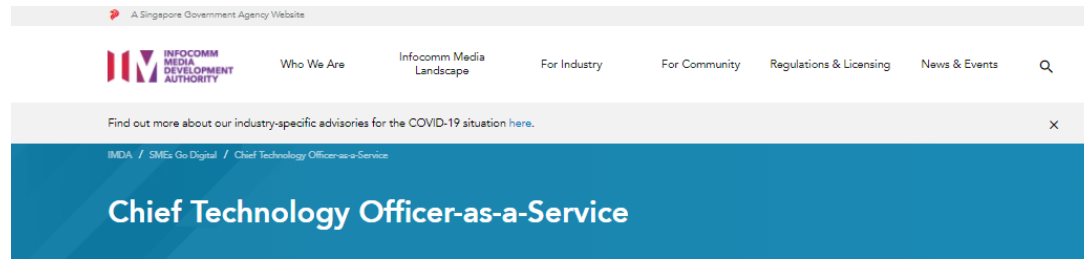 A Singapore Government Agency Website
INFOCOMM
MEDIA
DEVELOPMENT
AUTHORITY
Who We Are
Infocomm Media
Landscape
For Industry
For Community
Regulations & Licensing
News & Events
Find out more about our industry-specific advisories for the COVID-19 situation here.
IMDA / SMEs Go Digital / Chief Technology Officer-as-a-Service
Chief Technology Officer-as-a-Service